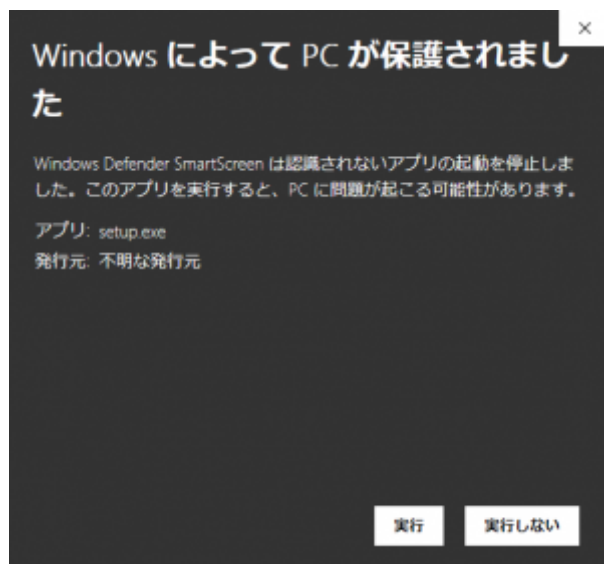 Windows によって PC が保護されまし
た
Windows Defender SmartScreen は認識されないアプリの起動を停止しま
した。このアプリを実行すると、PC に問題が起こる可能性があります。
アプリ: setup.exe
発行元: 不明な発行元
実行 実行しない